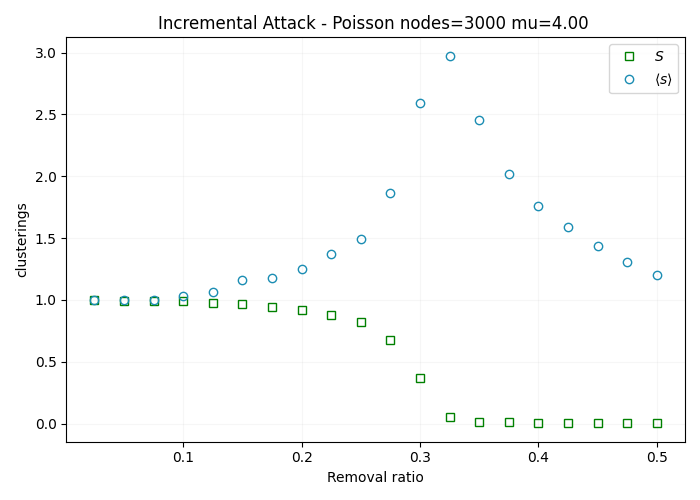 Incremental Attack - Poisson nodes=3000 mu=4.00
S
⟨s⟩
clusterings
3.0
2.5
2.0
1.5
1.0
0.5
0.0
0.1 0.2 0.3 0.4 0.5
Removal ratio